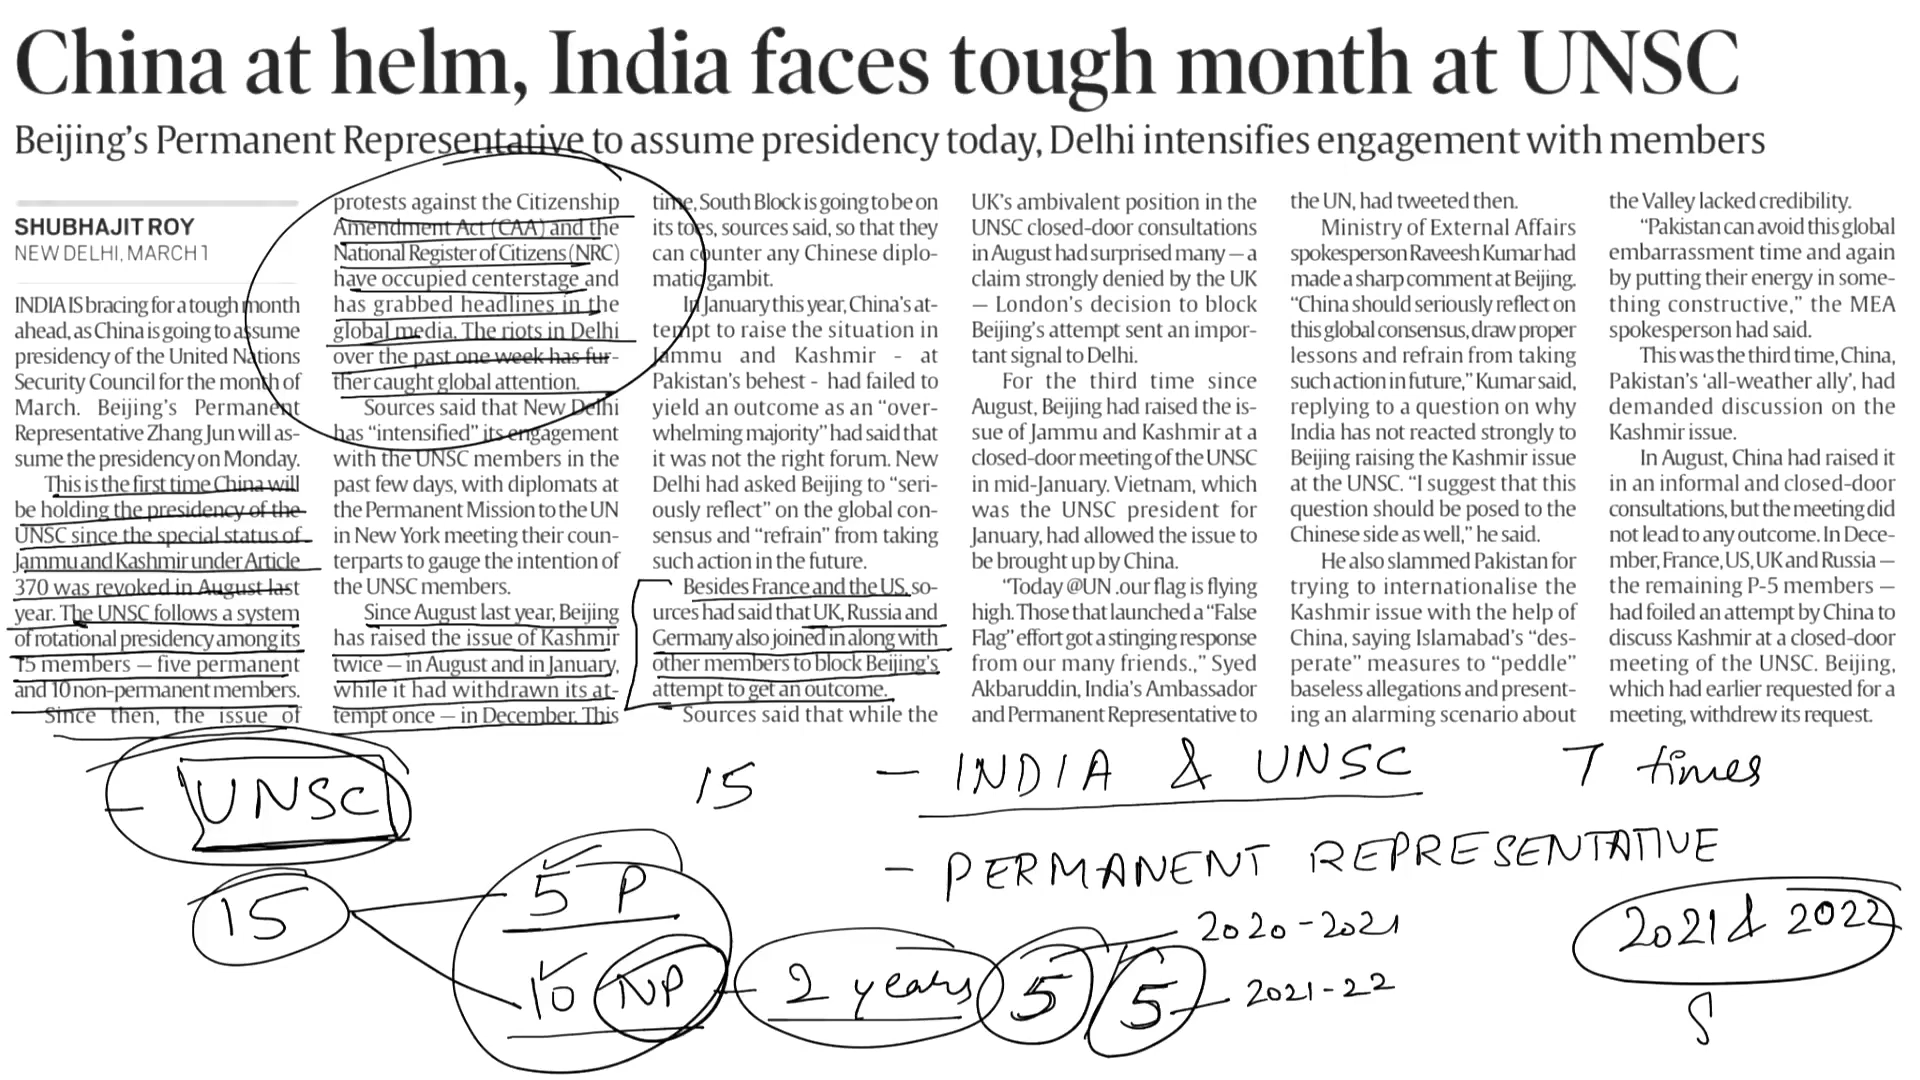 China at helm, India faces tough month at UNSC
Beijing's Permanent Representative to assume presidency today, Delhi intensifies engagement with members
SHUBHAJIT ROY
NEW DELHI, MARCH 1
INDIA IS bracing for a tough month
ahead, as China is going to assume
presidency of the United Nations
Security Council for the month of
March. Beijing's Permanent
Representative Zhang Jun will as-
sume the presidency on Monday.
This is the first time China will
be holding the presidency of the
UNSC since the special status of
Jammu and Kashmir under Article
370 was revoked in August last
year. The UNSC follows a system
of rotational presidency among its
15 members — five permanent
and 10 non-permanent members.
Since then, the issue of
protests against the Citizenship
Amendment Act (CAA) and the
National Register of Citizens (NRC)
have occupied centerstage and
has grabbed headlines in the
global media. The riots in Delhi
over the past one week has fur-
ther caught global attention.
Sources said that New Delhi
has "intensified" its engagement
with the UNSC members in the
past few days, with diplomats at
the Permanent Mission to the UN
in New York meeting their coun-
terparts to gauge the intention of
the UNSC members.
Since August last year, Beijing
has raised the issue of Kashmir
twice — in August and in January,
while it had withdrawn its at-
tempt once — in December. This
time, South Block is going to be on
its toes, sources said, so that they
can counter any Chinese diplo-
matic gambit.
In January this year, China's at-
tempt to raise the situation in
Jammu and Kashmir - at
Pakistan's behest - had failed to
yield an outcome as an "over-
whelming majority" had said that
it was not the right forum. New
Delhi had asked Beijing to "seri-
ously reflect" on the global con-
sensus and "refrain" from taking
such action in the future.
Besides France and the US, so-
urces had said that UK, Russia and
Germany also joined in along with
other members to block Beijing's
attempt to get an outcome.
Sources said that while the
UK's ambivalent position in the
UNSC closed-door consultations
in August had surprised many — a
claim strongly denied by the UK
— London's decision to block
Beijing's attempt sent an impor-
tant signal to Delhi.
For the third time since
August, Beijing had raised the is-
sue of Jammu and Kashmir at a
closed-door meeting of the UNSC
in mid-January. Vietnam, which
was the UNSC president for
January, had allowed the issue to
be brought up by China.
"Today @UN .our flag is flying
high. Those that launched a "False
Flag" effort got a stinging response
from our many friends.," Syed
Akbaruddin, India's Ambassador
and Permanent Representative to
the UN, had tweeted then.
Ministry of External Affairs
spokesperson Raveesh Kumar had
made a sharp comment at Beijing.
"China should seriously reflect on
this global consensus, draw proper
lessons and refrain from taking
such action in future," Kumar said,
replying to a question on why
India has not reacted strongly to
Beijing raising the Kashmir issue
at the UNSC. "I suggest that this
question should be posed to the
Chinese side as well," he said.
He also slammed Pakistan for
trying to internationalise the
Kashmir issue with the help of
China, saying Islamabad's "des-
perate" measures to "peddle"
baseless allegations and present-
ing an alarming scenario about
the Valley lacked credibility.
"Pakistan can avoid this global
embarrassment time and again
by putting their energy in some-
thing constructive," the MEA
spokesperson had said.
This was the third time, China,
Pakistan's 'all-weather ally', had
demanded discussion on the
Kashmir issue.
In August, China had raised it
in an informal and closed-door
consultations, but the meeting did
not lead to any outcome. In Dece-
mber, France, US, UK and Russia —
the remaining P-5 members —
had foiled an attempt by China to
discuss Kashmir at a closed-door
meeting of the UNSC. Beijing,
which had earlier requested for a
meeting, withdrew its request.
- UNSC 15 - INDIA & UNSC 7 times
- PERMANENT REPRESENTATIVE
15 5 P
2020-2021 2021 & 2022
10 NP - 2 years 5 5 2021-22